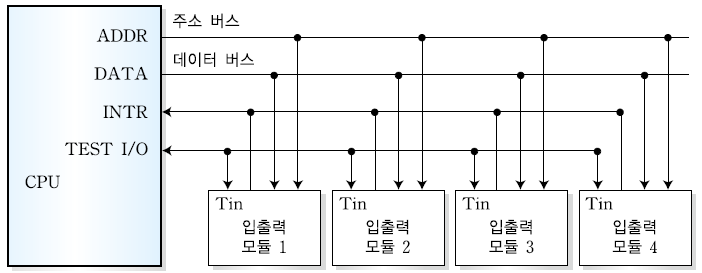 주소 버스
ADDR
데이터 버스
DATA
INTR
TEST I/O
CPU
Tin
입출력
모듈 1
Tin
입출력
모듈 2
Tin
입출력
모듈 3
Tin
입출력
모듈 4